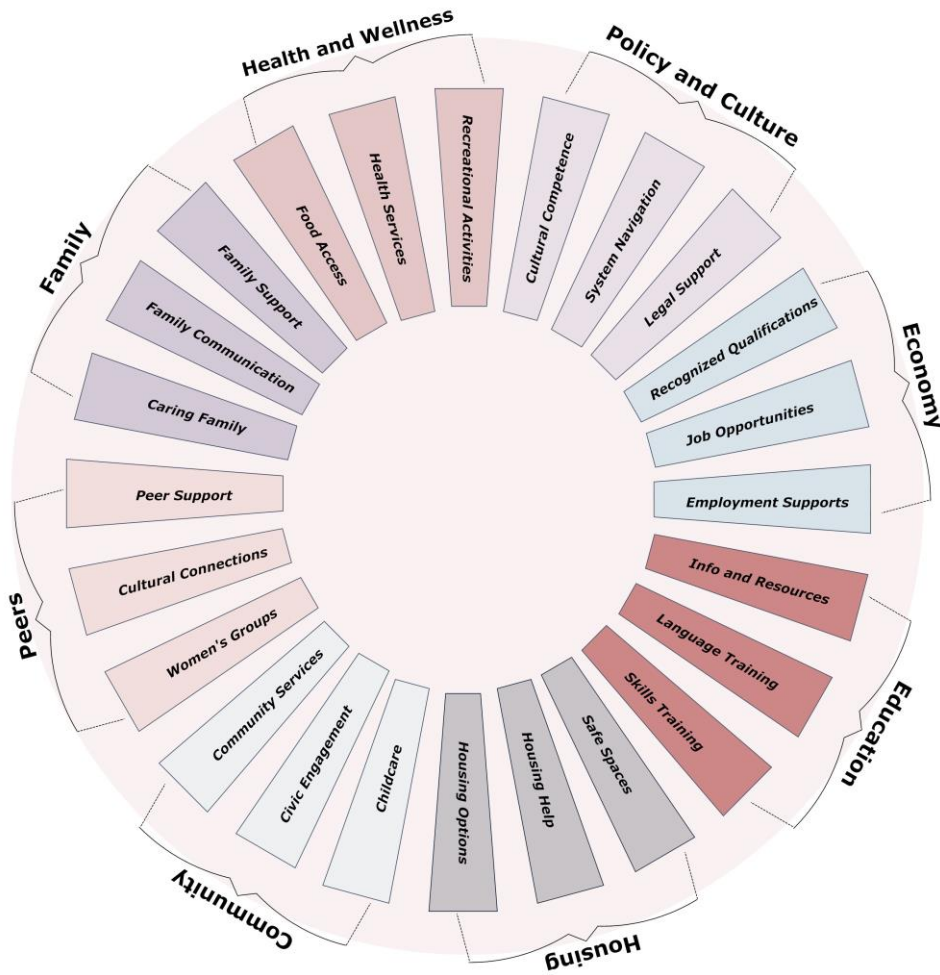 Health and Wellness
Food Access
Health Services
Recreational Activities
Policy and Culture
Cultural Competence
System Navigation
Legal Support
Economy
Recognized Qualifications
Job Opportunities
Employment Supports
Education
Info and Resources
Language Training
Skills Training
Housing
Safe Spaces
Housing Help
Housing Options
Community
Childcare
Civic Engagement
Community Services
Peers
Women's Groups
Cultural Connections
Peer Support
Family
Caring Family
Family Communication
Family Support